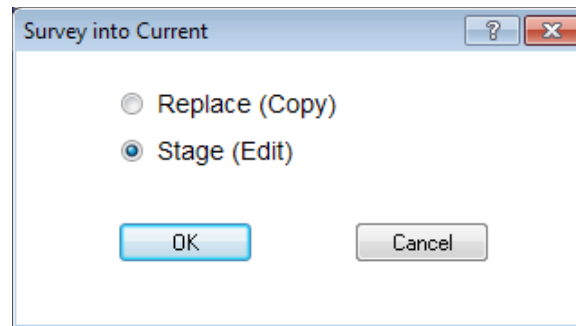 Survey into Current
Replace (Copy)
Stage (Edit)
OK Cancel